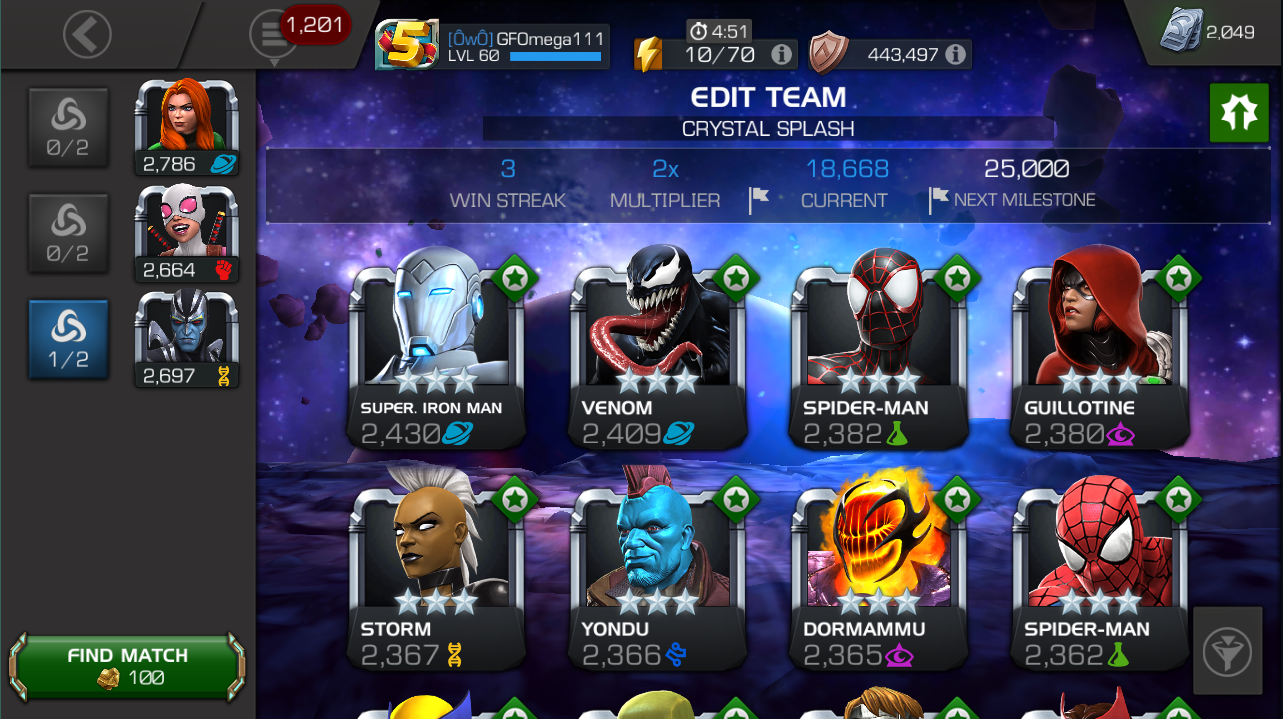 1,201
5
[ÔwÔ] GFOmega111
LVL 60
4:51
10/70
443,497
2,049
EDIT TEAM
CRYSTAL SPLASH
3
2x
18,668
25,000
WIN STREAK
MULTIPLIER
CURRENT
NEXT MILESTONE
0/2
2,786
0/2
2,664
1/2
2,697
SUPER. IRON MAN
2,430
VENOM
2,409
SPIDER-MAN
2,382
GUILLOTINE
2,380
STORM
2,367
YONDU
2,366
DORMAMMU
2,365
SPIDER-MAN
2,362
FIND MATCH
100